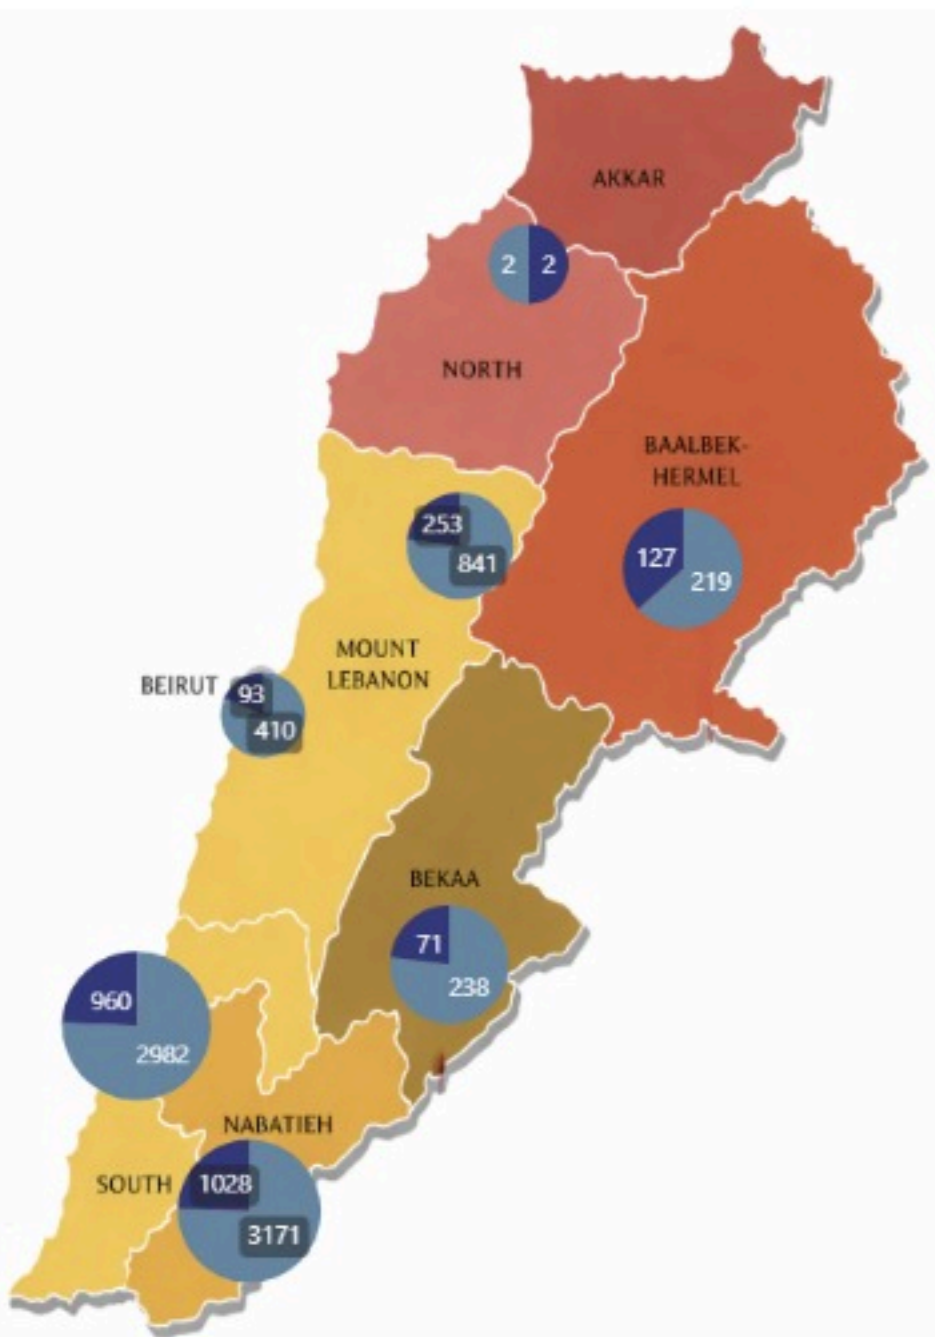 AKKAR
2 2
NORTH
BAALBEK-
HERMEL
253
841
127
219
MOUNT
LEBANON
BEIRUT
93
410
BEKAA
71
238
960
2982
NABATIEH
SOUTH
1028
3171